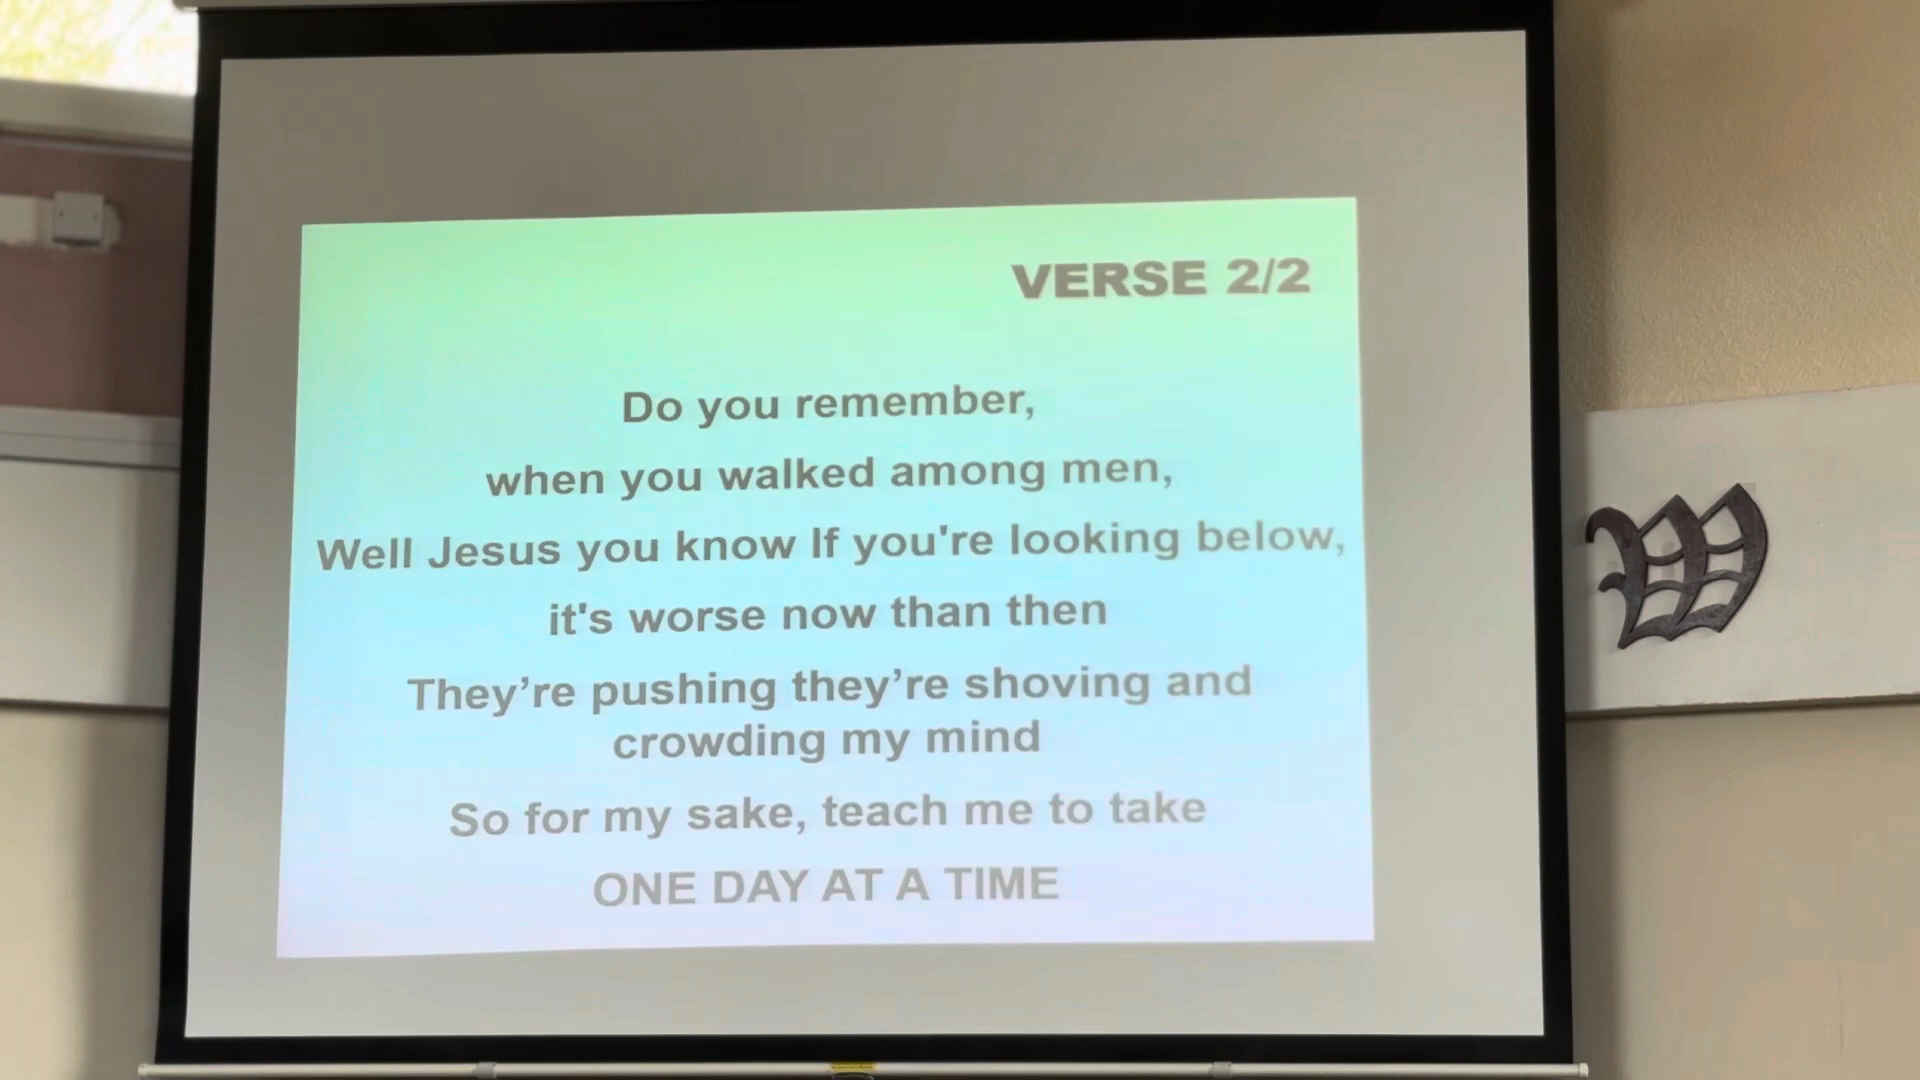 VERSE 2/2
Do you remember,
when you walked among men,
Well Jesus you know If you're looking below,
it's worse now than then
They’re pushing they’re shoving and
crowding my mind
So for my sake, teach me to take
ONE DAY AT A TIME
W